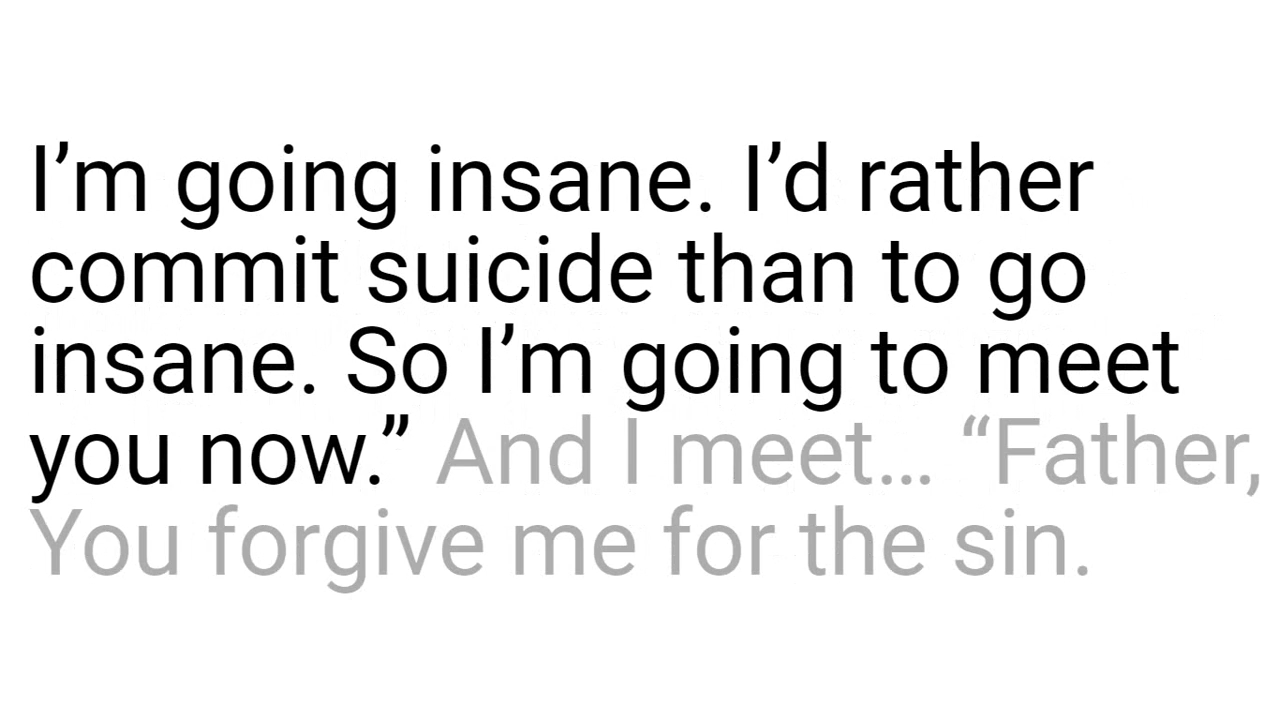 I’m going insane. I’d rather
commit suicide than to go
insane. So I’m going to meet
you now.” And I meet… “Father,
You forgive me for the sin.